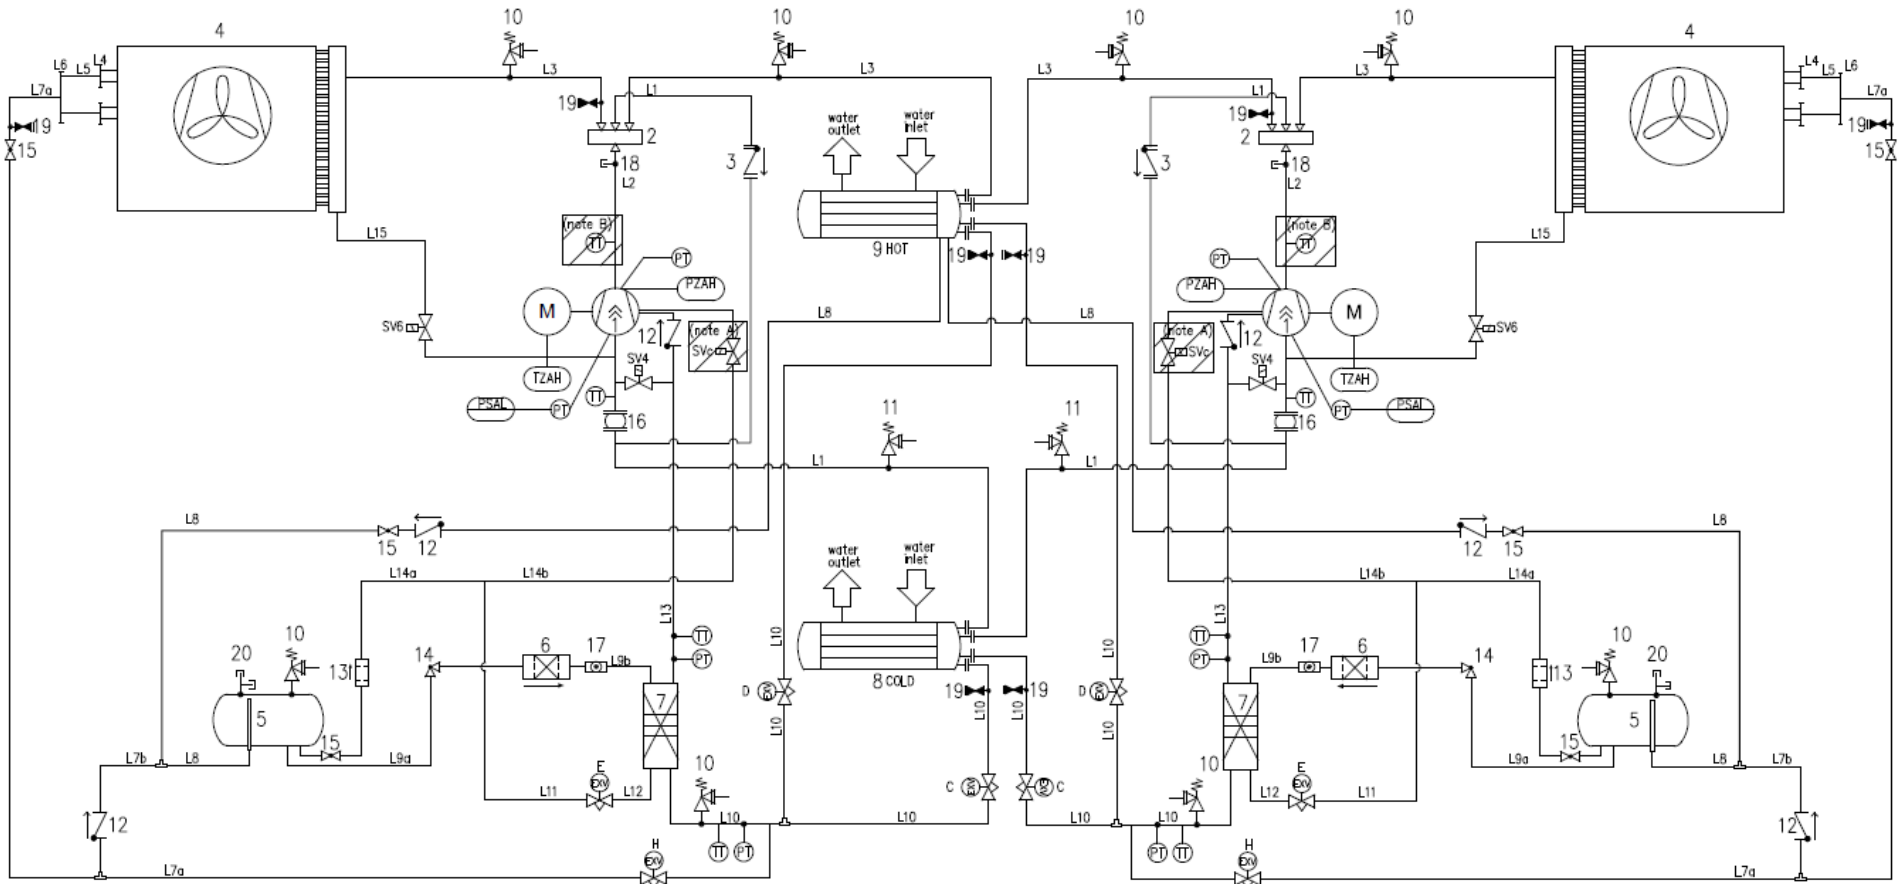 10
10
10
10
4
4
L6
L5
L4
L3
L3
L3
L3
L4
L5
L6
L7a
L7a
19
L1
L1
19
19
19
15
15
2
2
water
outlet
water
inlet
3
3
18
18
L2
L2
(note B)
TT
(note B)
TT
L15
L15
9 HOT
PT
PT
19
19
PZAH
PZAH
M
M
L8
L8
SV6
SV6
12
12
(note A)
SVc
(note A)
SVc
SV4
SV4
TZAH
TZAH
TT
TT
PSAL
PT
PT
PSAL
16
16
11
11
L1
L1
L8
L8
15
12
12
15
water
outlet
water
inlet
L14a
L14b
L14b
L14a
L13
L13
TT
TT
PT
PT
L10
L10
20
10
14
6
17
17
6
14
10
20
L9b
L9b
13
13
8 COLD
5
5
7
7
D
EXV
D
EXV
19
19
L10
L10
L10
L10
15
15
L7b
L8
L9a
L9a
L8
L7b
10
10
E
EXV
E
EXV
C
EXV
EXV
C
L11
L12
L12
L11
12
12
L10
L10
L10
L10
TT
PT
PT
TT
H
EXV
H
EXV
L7a
L7a